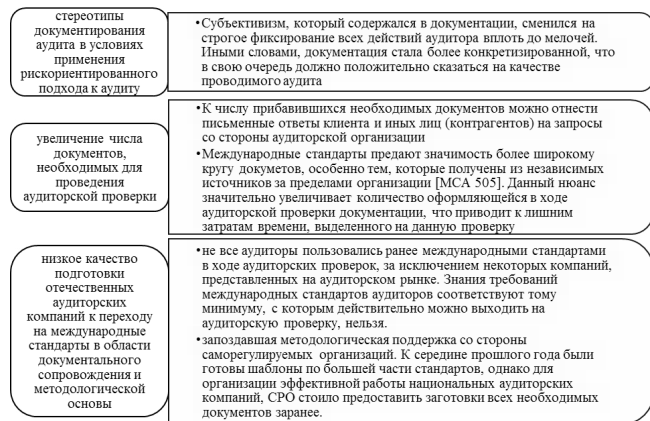 стереотипы
документирования
аудита в условиях
применения
рискориентированного
подхода к аудиту
•Субъективизм, который содержался в документации, сменился на
строгое фиксирование всех действий аудитора вплоть до мелочей.
Иными словами, документация стала более конкретизированной, что
в свою очередь должно положительно сказаться на качестве
проводимого аудита
увеличение числа
документов,
необходимых для
проведения
аудиторской проверки
•К числу прибавившихся необходимых документов можно отнести
письменные ответы клиента и иных лиц (контрагентов) на запросы
со стороны аудиторской организации
•Международные стандарты предают значимость более широкому
кругу докуметов, особенно тем, которые получены из независимых
источников за пределами организации [МСА 505]. Данный нюанс
значительно увеличивает количество оформляющейся в ходе
аудиторской проверки документации, что приводит к лишним
затратам времени, выделенного на данную проверку
низкое качество
подготовки
отечественных
аудиторских
компаний к переходу
на международные
стандарты в области
документального
сопровождения и
методологической
основы
•не все аудиторы пользовались ранее международными стандартами
в ходе аудиторских проверок, за исключением некоторых компаний,
представленных на аудиторском рынке. Знания требований
международных стандартов аудиторов соответствуют тому
минимуму, с которым действительно можно выходить на
аудиторскую проверку, нельзя.
•запоздавшая методологическая поддержка со стороны
саморегулируемых организаций. К середине прошлого года были
готовы шаблоны по большей части стандартов, однако для
организации эффективной работы национальных аудиторских
компаний, СРО стоило предоставить заготовки всех необходимых
документов заранее.